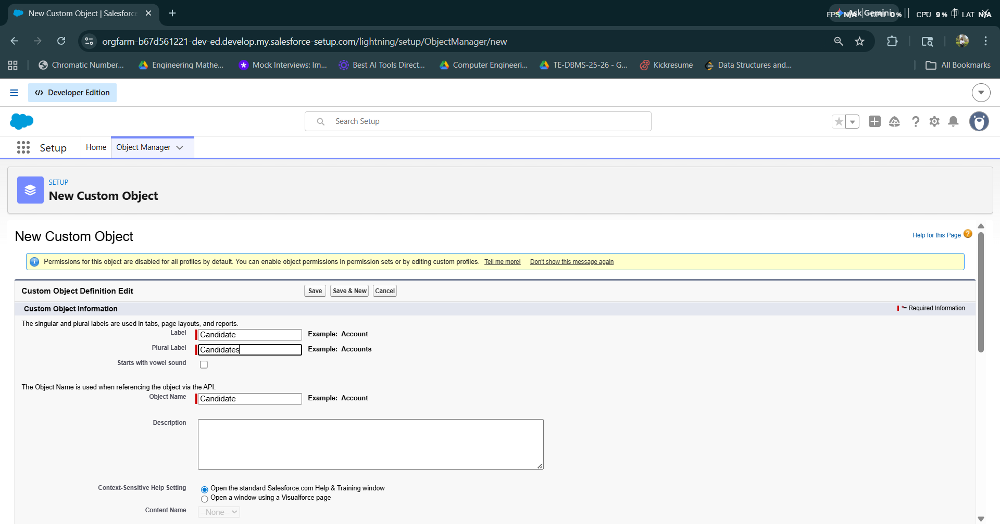 New Custom Object | Salesforce
Ask Gemini
FPS N/A | GPU 0% | CPU 9% LAT N/A
orgfarm-b67d561221-dev-ed.develop.my.salesforce-setup.com/lightning/setup/ObjectManager/new
Chromatic Number...
Engineering Mathe...
Mock Interviews: Im...
Best AI Tools Direct...
Computer Engineeri...
TE-DBMS-25-26 - G...
Kickresume
Data Structures and...
All Bookmarks
Developer Edition
Search Setup
Setup
Home
Object Manager
SETUP
New Custom Object
New Custom Object
Help for this Page
Permissions for this object are disabled for all profiles by default. You can enable object permissions in permission sets or by editing custom profiles. Tell me more! Don't show this message again
Custom Object Definition Edit
Save
Save & New
Cancel
Custom Object Information
*= Required Information
The singular and plural labels are used in tabs, page layouts, and reports.
Label Candidate Example: Account
Plural Label Candidates Example: Accounts
Starts with vowel sound
The Object Name is used when referencing the object via the API.
Object Name Candidate Example: Account
Description
Context-Sensitive Help Setting Open the standard Salesforce.com Help & Training window
Open a window using a Visualforce page
Content Name --None--